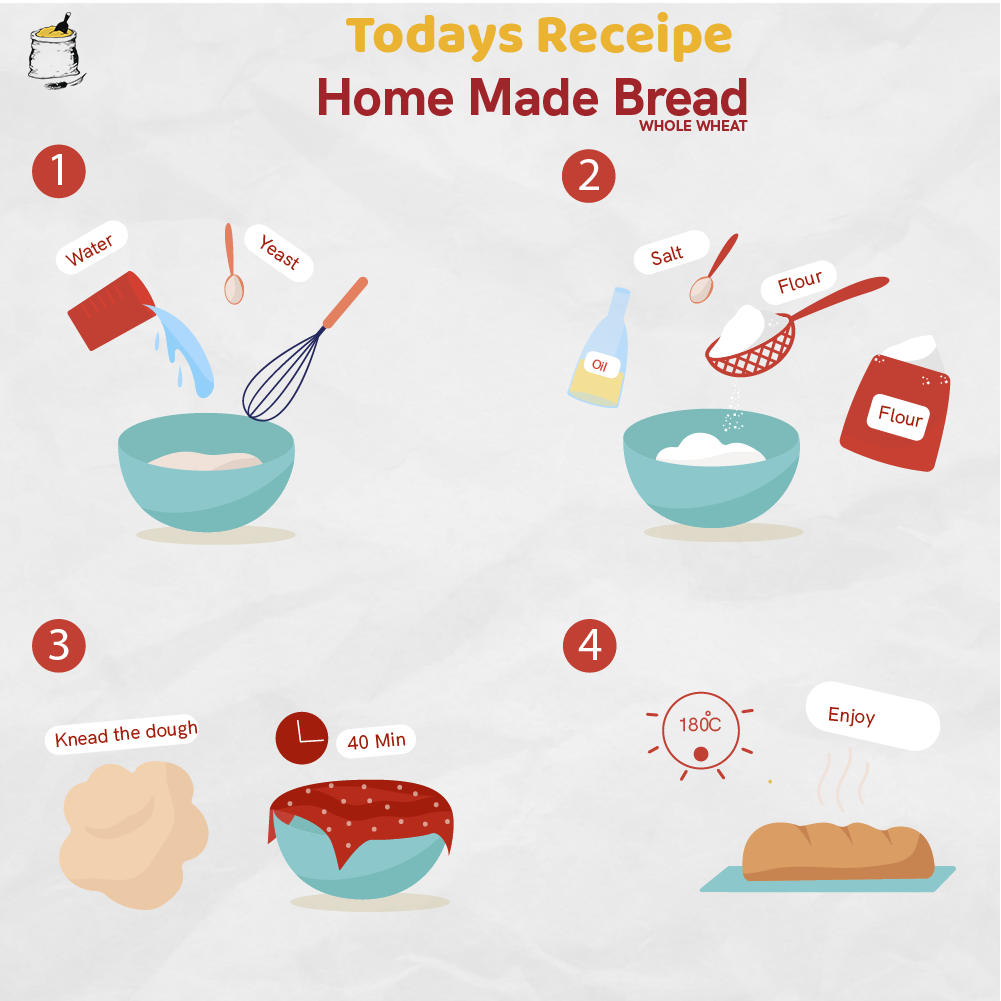 Todays Receipe
Home Made Bread
WHOLE WHEAT
1
Water
Yeast
2
Salt
Flour
Oil
Flour
3
Knead the dough
40 Min
4
180°C
Enjoy